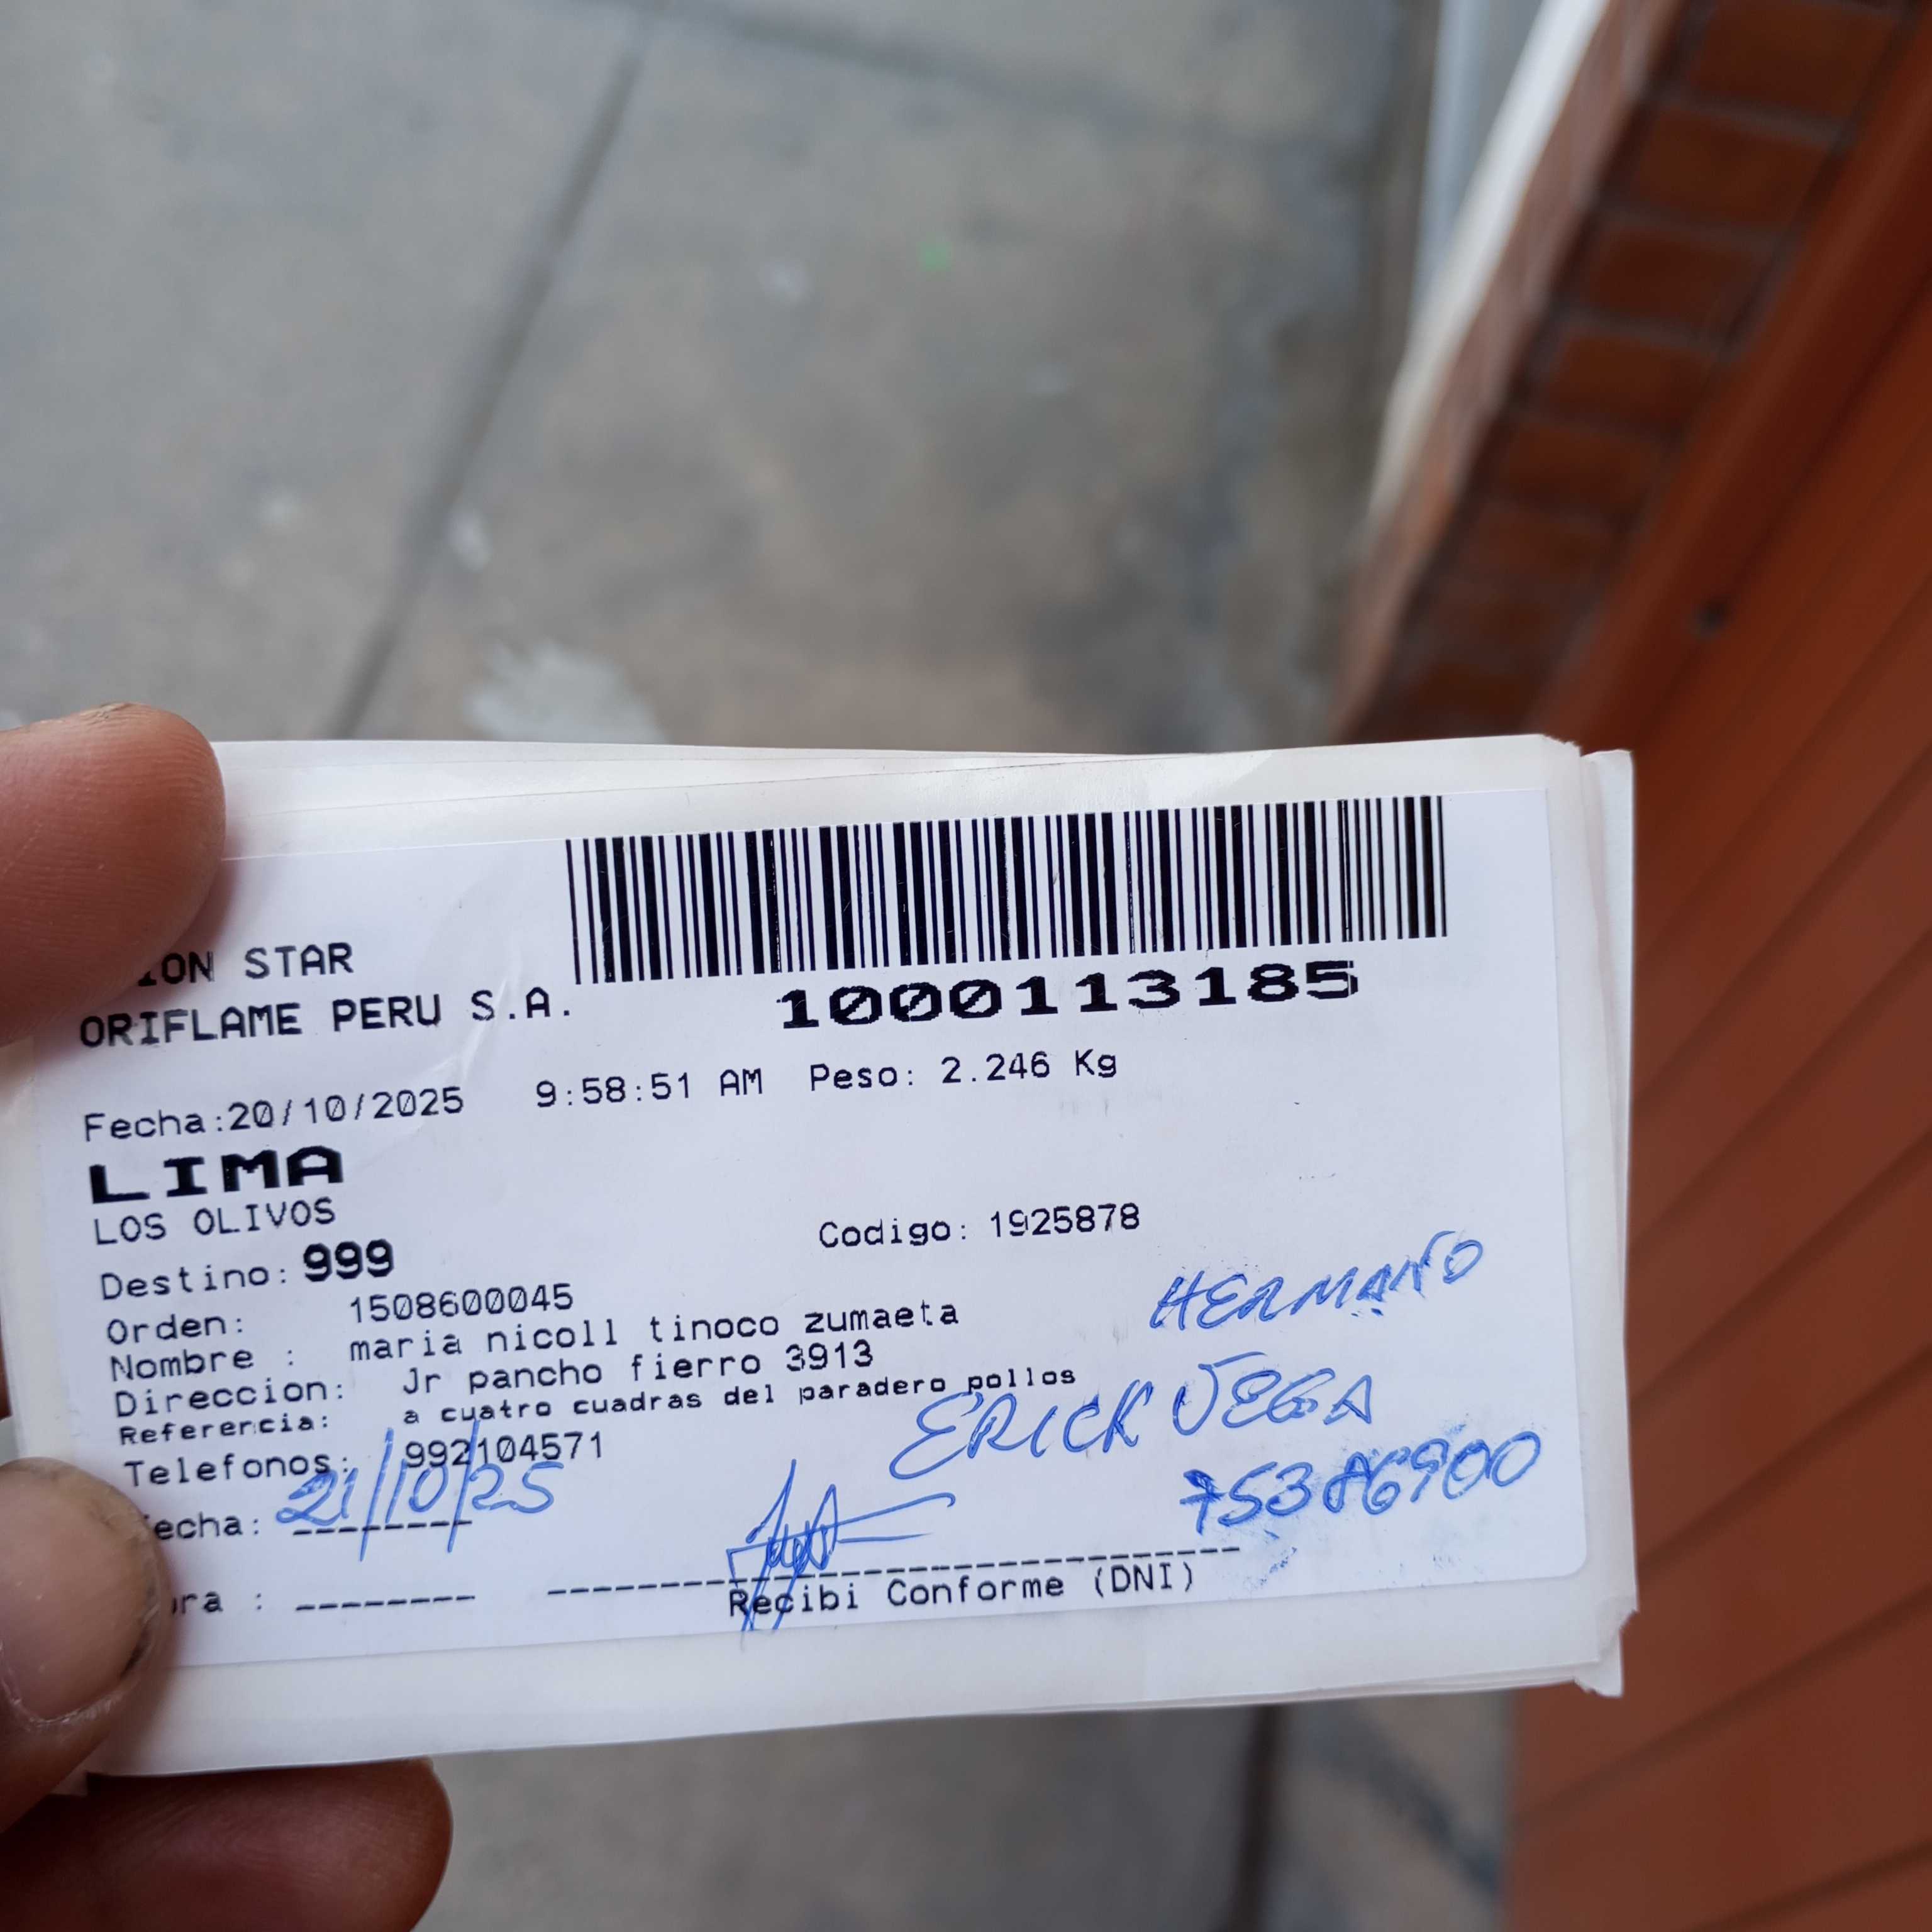 ION STAR
ORIFLAME PERU S.A.
1000113185
Fecha:20/10/2025 9:58:51 AM Peso: 2.246 Kg
LIMA
LOS OLIVOS
Codigo: 1925878
Destino: 999
Orden: 1508600045
HERMANO
Nombre : maria nicoll tinoco zumaeta
Direccion: Jr pancho fierro 3913
Referencia: a cuatro cuadras del paradero pollos
ERICK VEGA
Telefonos: 992104571
75386900
echa: 21/10/25
ra :
Recibi Conforme (DNI)